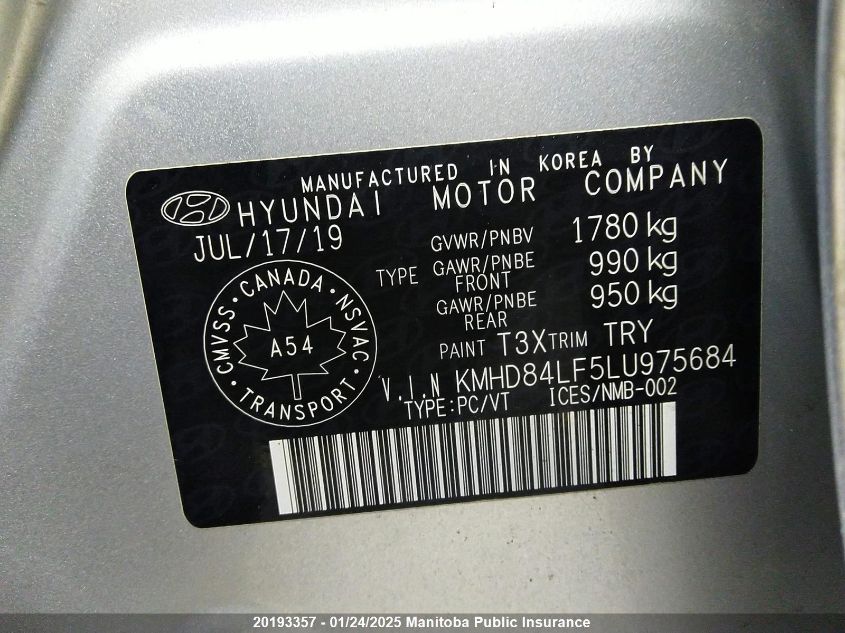 MANUFACTURED IN KOREA BY
HYUNDAI MOTOR COMPANY
JUL/17/19
GVWR/PNBV 1780 kg
TYPE GAWR/PNBE FRONT 990 kg
GAWR/PNBE REAR 950 kg
PAINT T3X TRIM TRY
CMVSS · CANADA · NSVAC · TRANSPORT ·
A54
V.I.N KMHD84LF5LU975684
TYPE:PC/VT ICES/NMB-002
20193357 - 01/24/2025 Manitoba Public Insurance